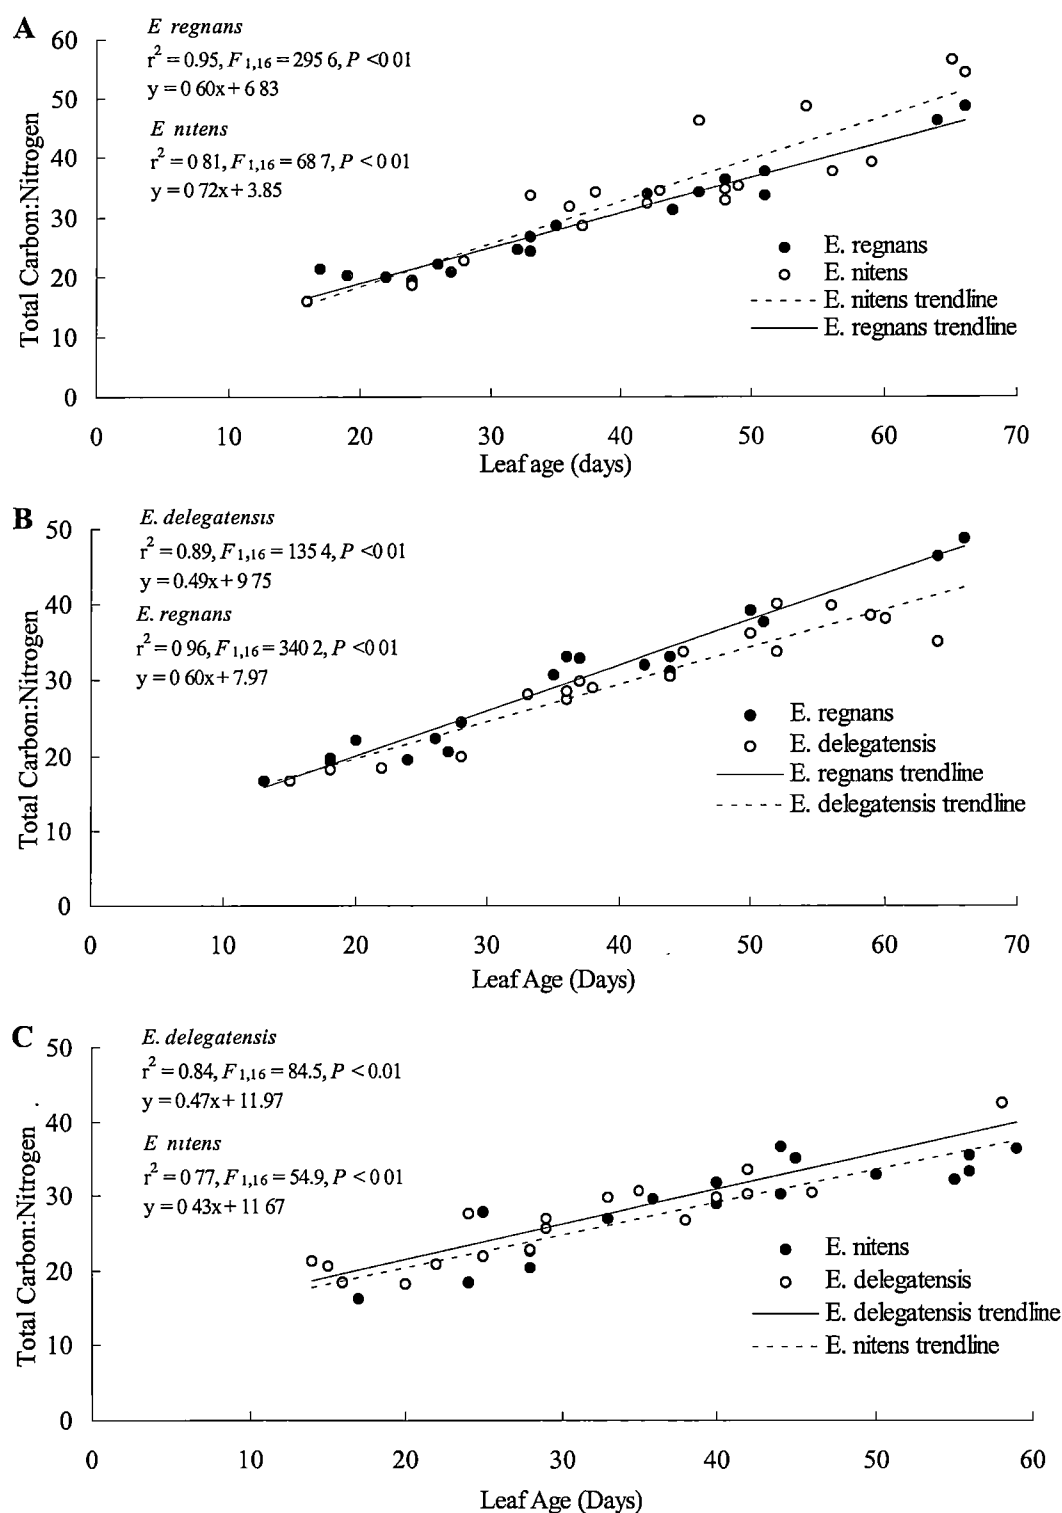 A
E regnans
r² = 0.95, F 1,16 = 295 6, P <0 01
y = 0 60x + 6 83
E nitens
r² = 0 81, F 1,16 = 68 7, P < 0 01
y = 0 72x + 3.85
60
50
40
30
20
10
0
Total Carbon:Nitrogen
E. regnans
E. nitens
E. nitens trendline
E. regnans trendline
0 10 20 30 40 50 60 70
Leaf age (days)
B
E. delegatensis
r² = 0.89, F 1,16 = 135 4, P <0 01
y = 0.49x + 9 75
E. regnans
r² = 0 96, F 1,16 = 340 2, P <0 01
y = 0 60x + 7.97
50
40
30
20
10
0
Total Carbon:Nitrogen
E. regnans
E. delegatensis
E. regnans trendline
E. delegatensis trendline
0 10 20 30 40 50 60 70
Leaf Age (Days)
C
E. delegatensis
r² = 0.84, F 1,16 = 84.5, P < 0.01
y = 0.47x + 11.97
E nitens
r² = 0 77, F 1,16 = 54.9, P < 0 01
y = 0 43x + 11 67
50
40
30
20
10
0
Total Carbon:Nitrogen
E. nitens
E. delegatensis
E. delegatensis trendline
E. nitens trendline
0 10 20 30 40 50 60
Leaf Age (Days)